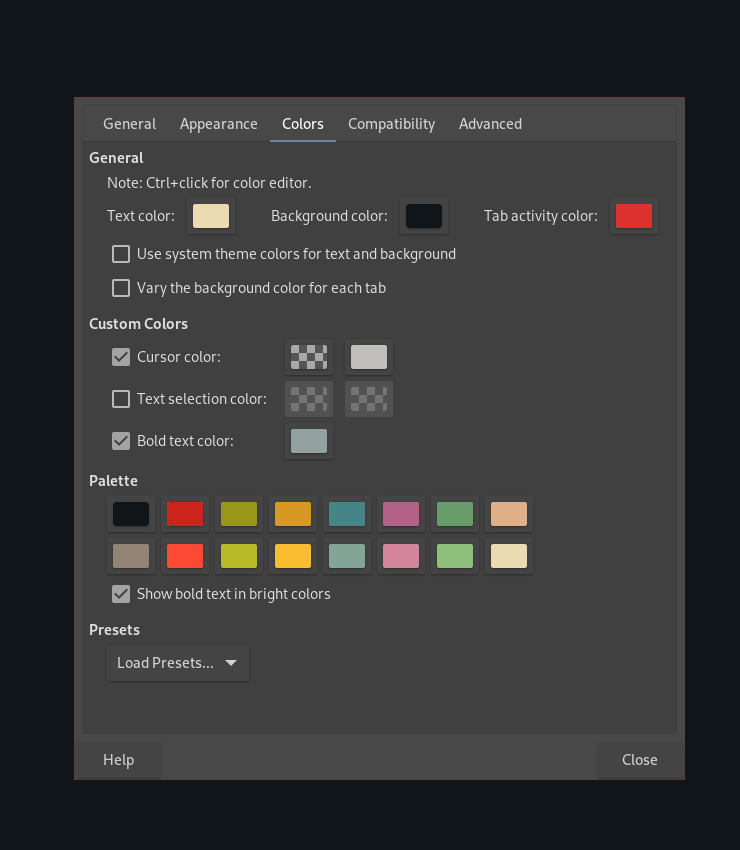 General Appearance Colors Compatibility Advanced
General
Note: Ctrl+click for color editor.
Text color: Background color: Tab activity color:
Use system theme colors for text and background
Vary the background color for each tab
Custom Colors
Cursor color:
Text selection color:
Bold text color:
Palette
Show bold text in bright colors
Presets
Load Presets...
Help Close